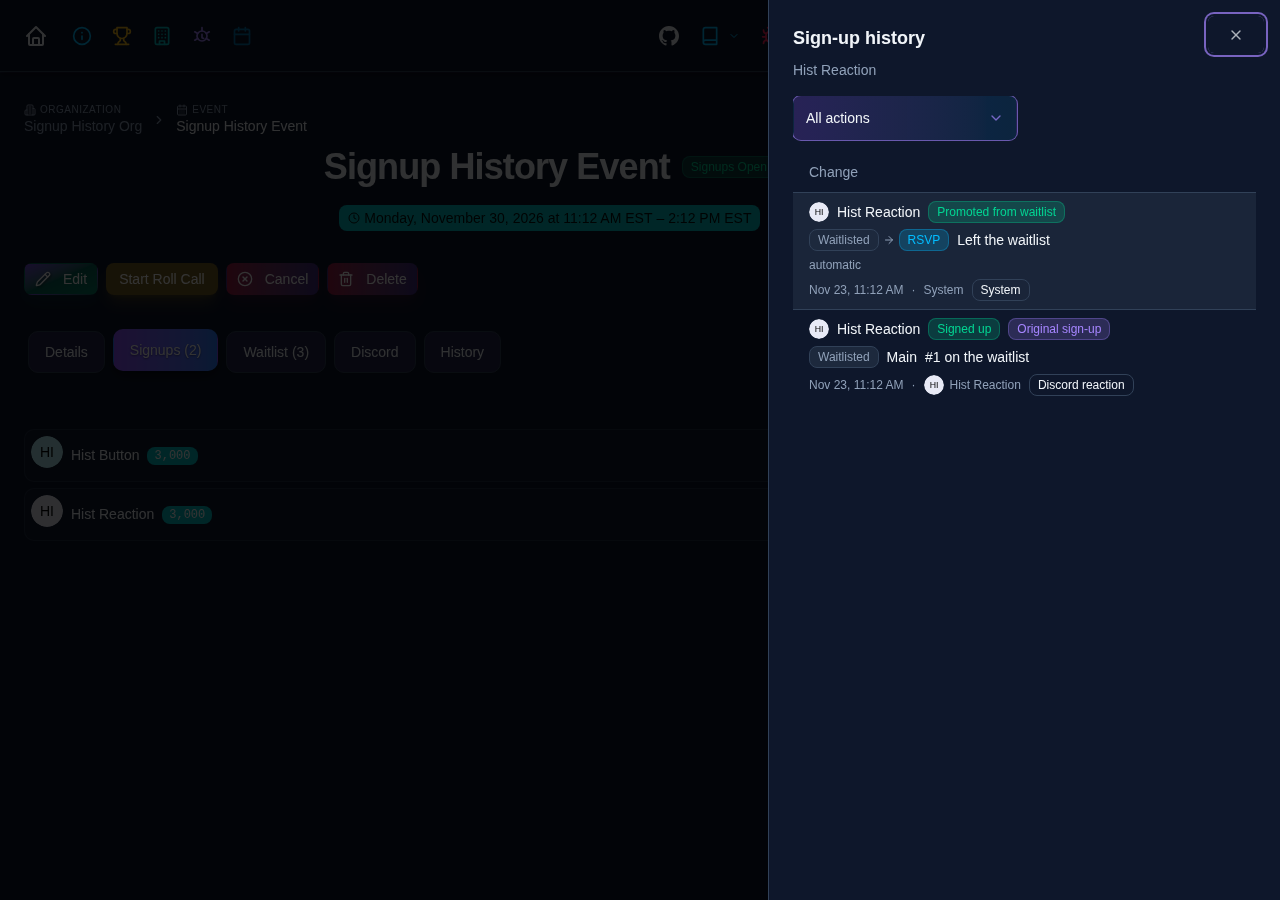 ORGANIZATION
Signup History Org
EVENT
Signup History Event
Signup History Event
Signups Open
Monday, November 30, 2026 at 11:12 AM EST – 2:12 PM EST
Edit
Start Roll Call
Cancel
Delete
Details
Signups (2)
Waitlist (3)
Discord
History
HI Hist Button 3,000
HI Hist Reaction 3,000
Sign-up history
Hist Reaction
All actions
Change
HI Hist Reaction Promoted from waitlist
Waitlisted → RSVP Left the waitlist
automatic
Nov 23, 11:12 AM · System System
HI Hist Reaction Signed up Original sign-up
Waitlisted Main #1 on the waitlist
Nov 23, 11:12 AM · HI Hist Reaction Discord reaction